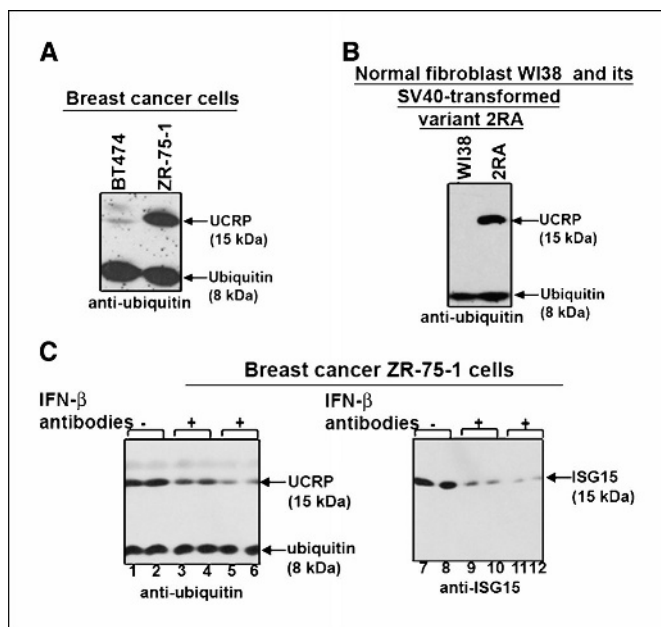 A
Breast cancer cells
BT474
ZR-75-1
UCRP
(15 kDa)
Ubiquitin
(8 kDa)
anti-ubiquitin
B
Normal fibroblast WI38 and its
SV40-transformed
variant 2RA
WI38
2RA
UCRP
(15 kDa)
Ubiquitin
(8 kDa)
anti-ubiquitin
C
Breast cancer ZR-75-1 cells
IFN-β
antibodies - + +
UCRP
(15 kDa)
ubiquitin
(8 kDa)
1 2 3 4 5 6
anti-ubiquitin
IFN-β
antibodies - + +
ISG15
(15 kDa)
7 8 9 10 11 12
anti-ISG15